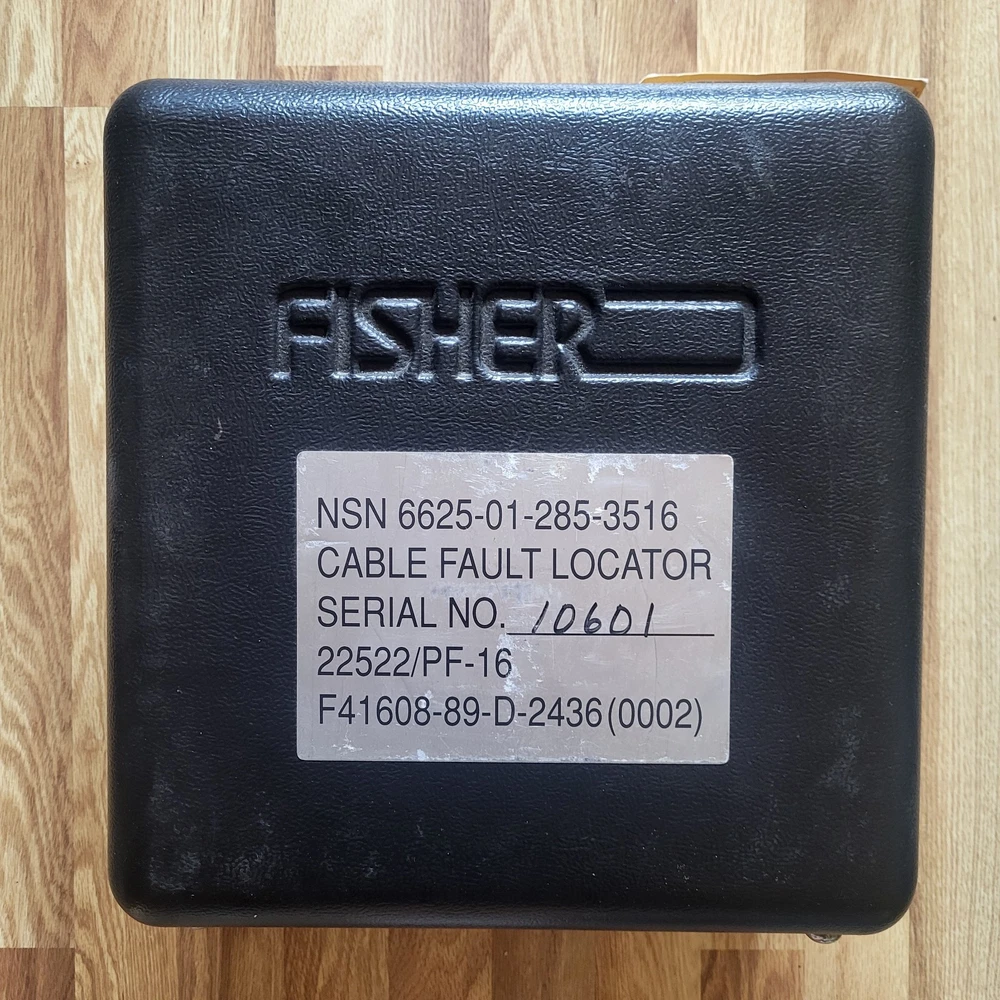 FISHER
NSN 6625-01-285-3516
CABLE FAULT LOCATOR
SERIAL NO. 10601
22522/PF-16
F41608-89-D-2436(0002)